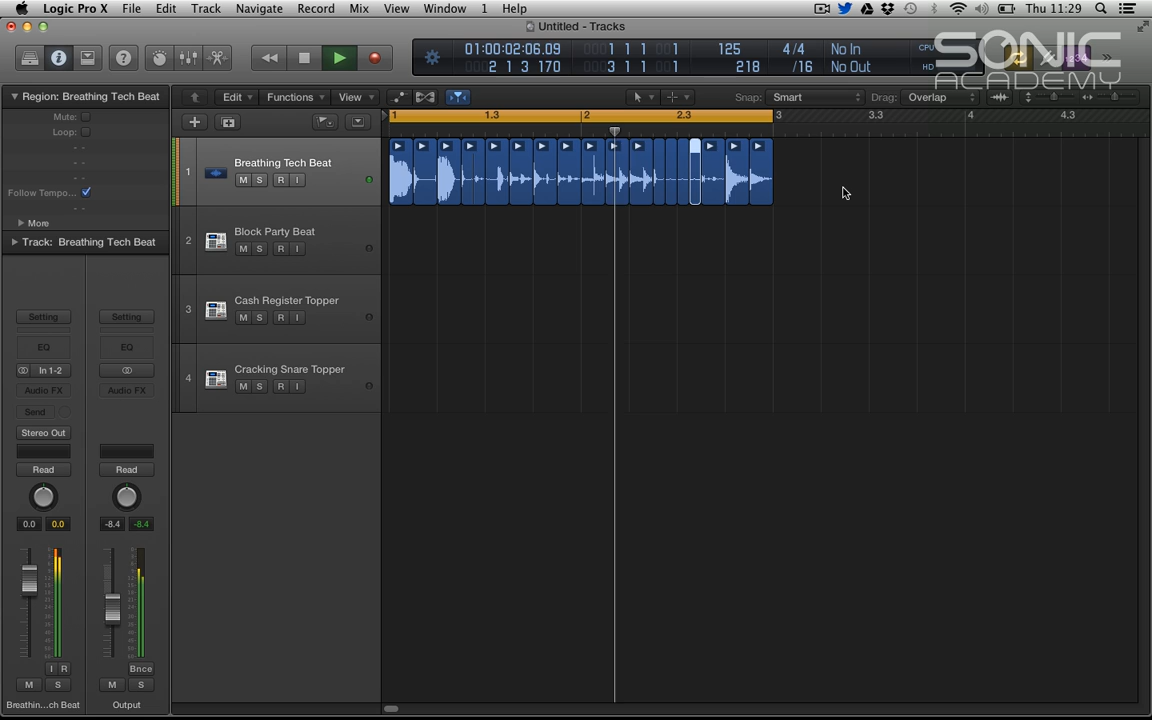 Logic Pro X File Edit Track Navigate Record Mix View Window 1 Help Thu 11:29
Untitled - Tracks
01:00:02:06.09 0001 1 1 001 125 4/4 No In CPU
2 1 3 170 0003 1 1 001 218 /16 No Out HD
SONIC
ACADEMY
Region: Breathing Tech Beat
Edit Functions View Snap: Smart Drag: Overlap
Mute:
Loop:
1 1.3 2 2.3 3 3.3 4 4.3
Follow Tempo...
More
Track: Breathing Tech Beat
1 Breathing Tech Beat
M S R I
2 Block Party Beat
M S R I
3 Cash Register Topper
M S R I
4 Cracking Snare Topper
M S R I
Setting Setting
EQ EQ
In 1-2
Audio FX Audio FX
Send
Stereo Out
Read Read
0.0 0.0 -8.4 -8.4
I R Bnce
M S M S
Breathin...ch Beat Output